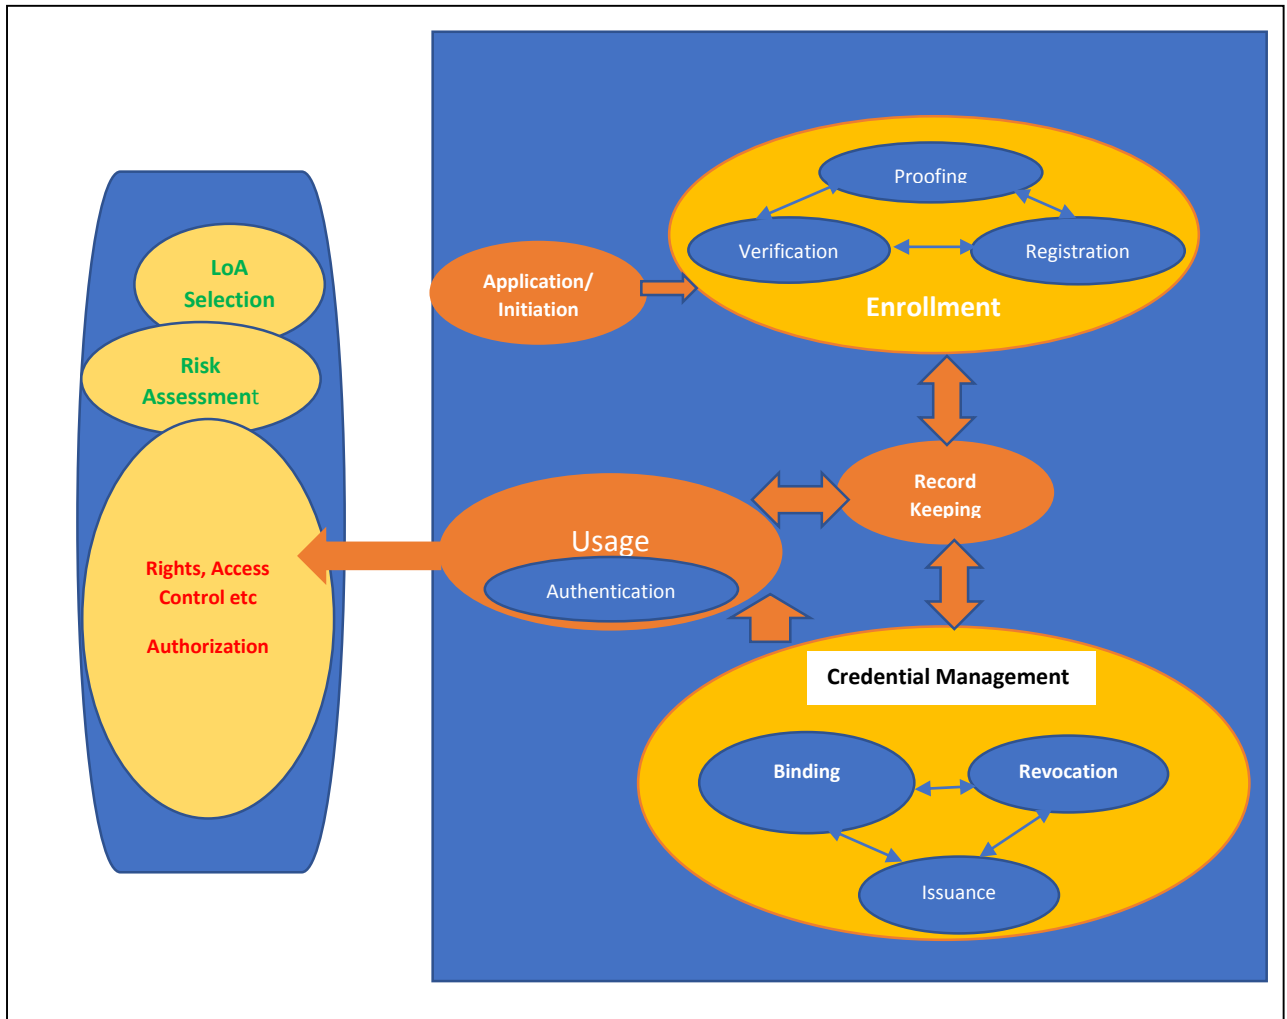 LoA
Selection
Risk
Assessment
Rights, Access
Control etc
Authorization
Application/
Initiation
Proofing
Verification
Registration
Enrollment
Record
Keeping
Usage
Authentication
Credential Management
Binding
Revocation
Issuance